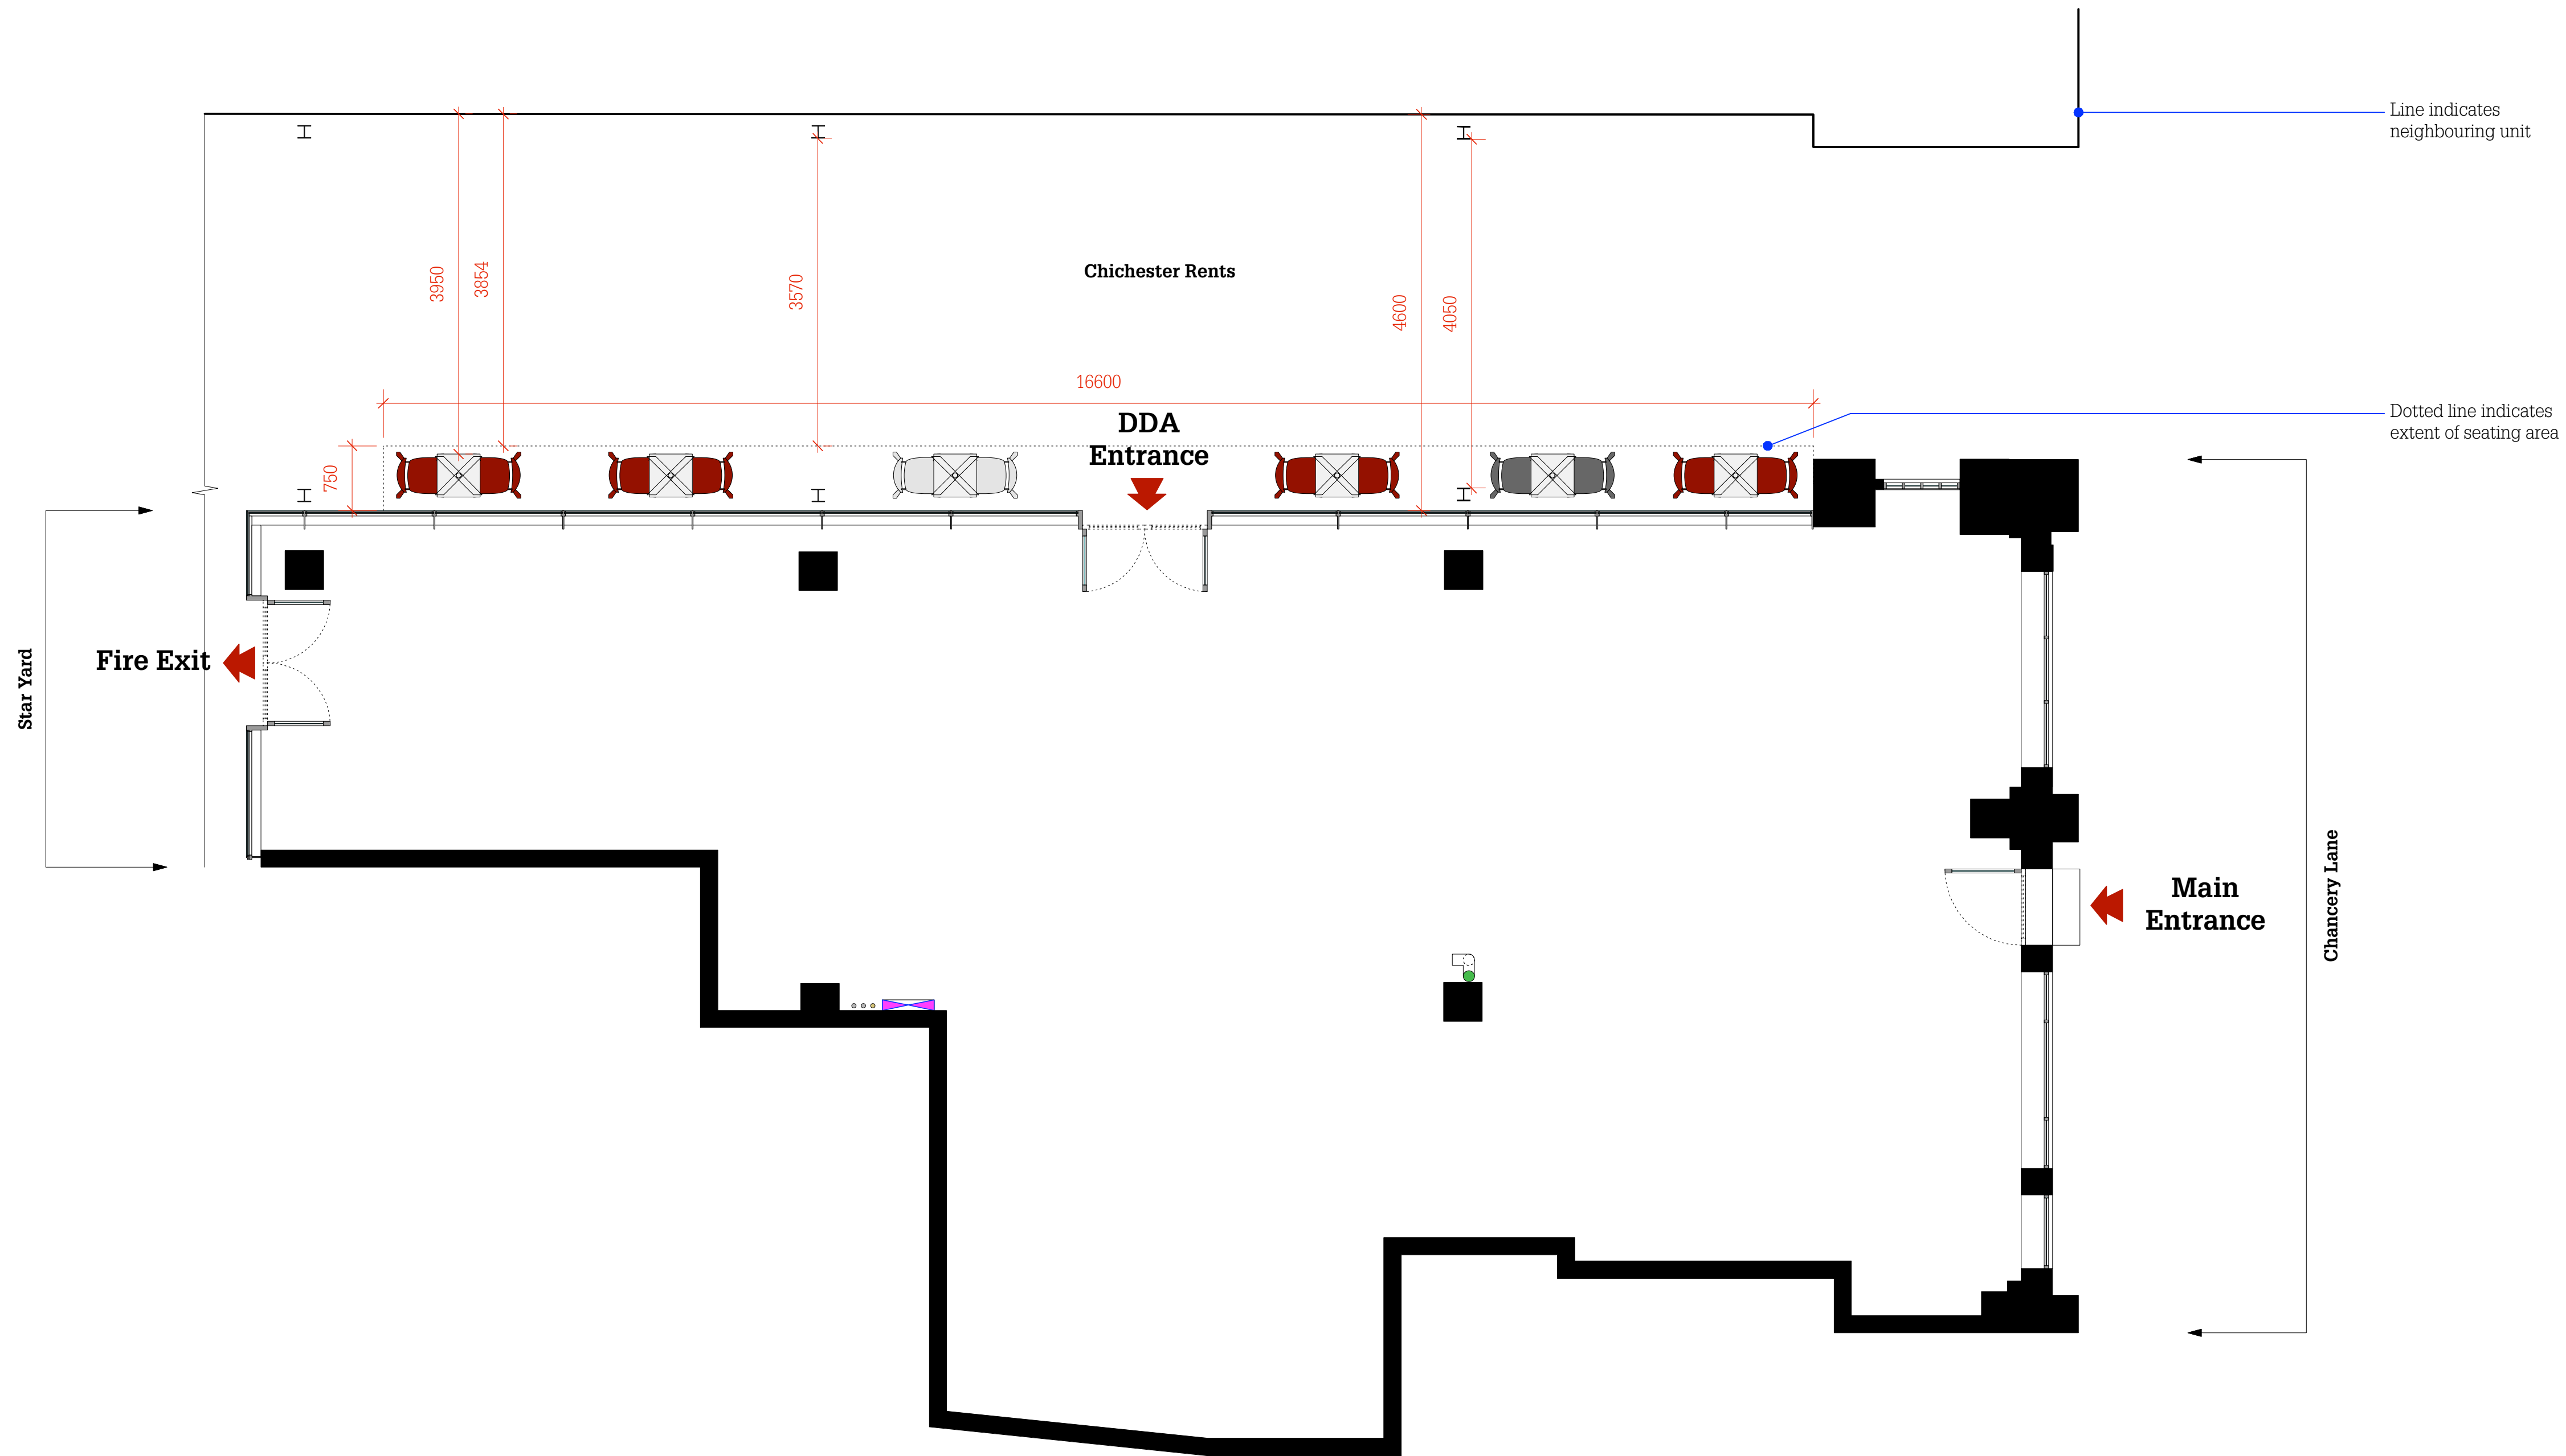 Line indicates
neighbouring unit
3950
3854
3570
Chichester Rents
4600
4050
16600
DDA
Entrance
Dotted line indicates
extent of seating area
750
Star Yard
Fire Exit
Main
Entrance
Chancery Lane